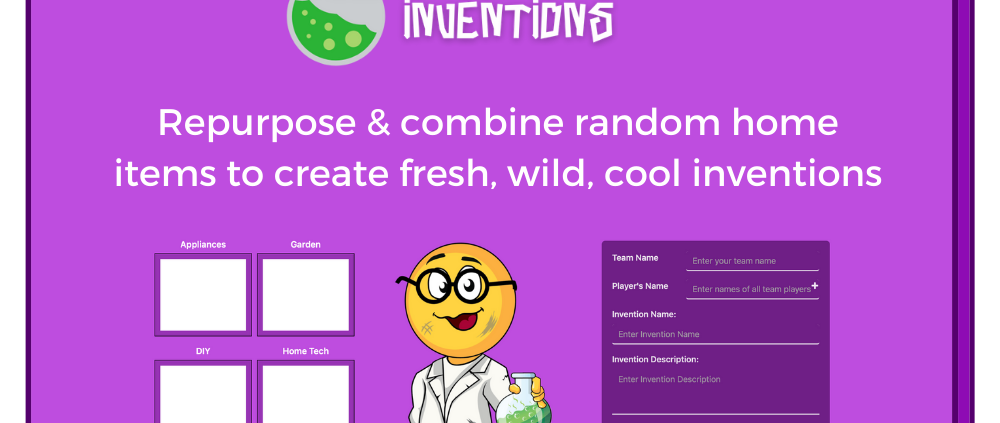 INVENTIONS
Repurpose & combine random home
items to create fresh, wild, cool inventions
Appliances
Garden
DIY
Home Tech
Team Name
Enter your team name
Player's Name
Enter names of all team players+
Invention Name:
Enter Invention Name
Invention Description:
Enter Invention Description